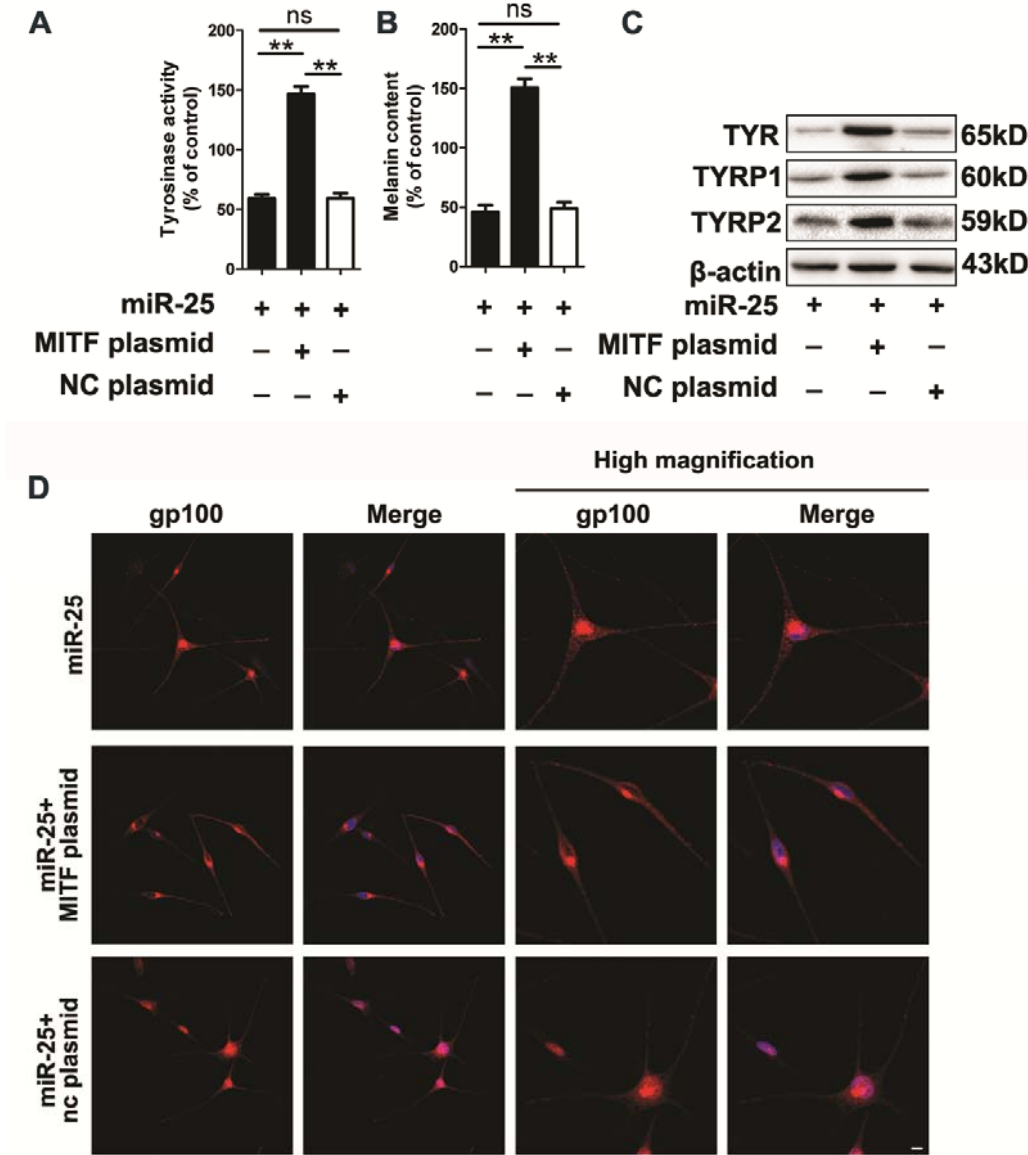 A
ns
**
**
200
150
100
50
0
Tyrosinase activity
(% of control)
B
ns
**
**
200
150
100
50
0
Melanin content
(% of control)
C
TYR 65kD
TYRP1 60kD
TYRP2 59kD
β-actin 43kD
miR-25 + + + + + +
miR-25 + + +
MITF plasmid – + – – + –
MITF plasmid – + –
NC plasmid – – + – – +
NC plasmid – – +
D
High magnification
gp100 Merge gp100 Merge
miR-25
miR-25+
MITF plasmid
miR-25+
nc plasmid